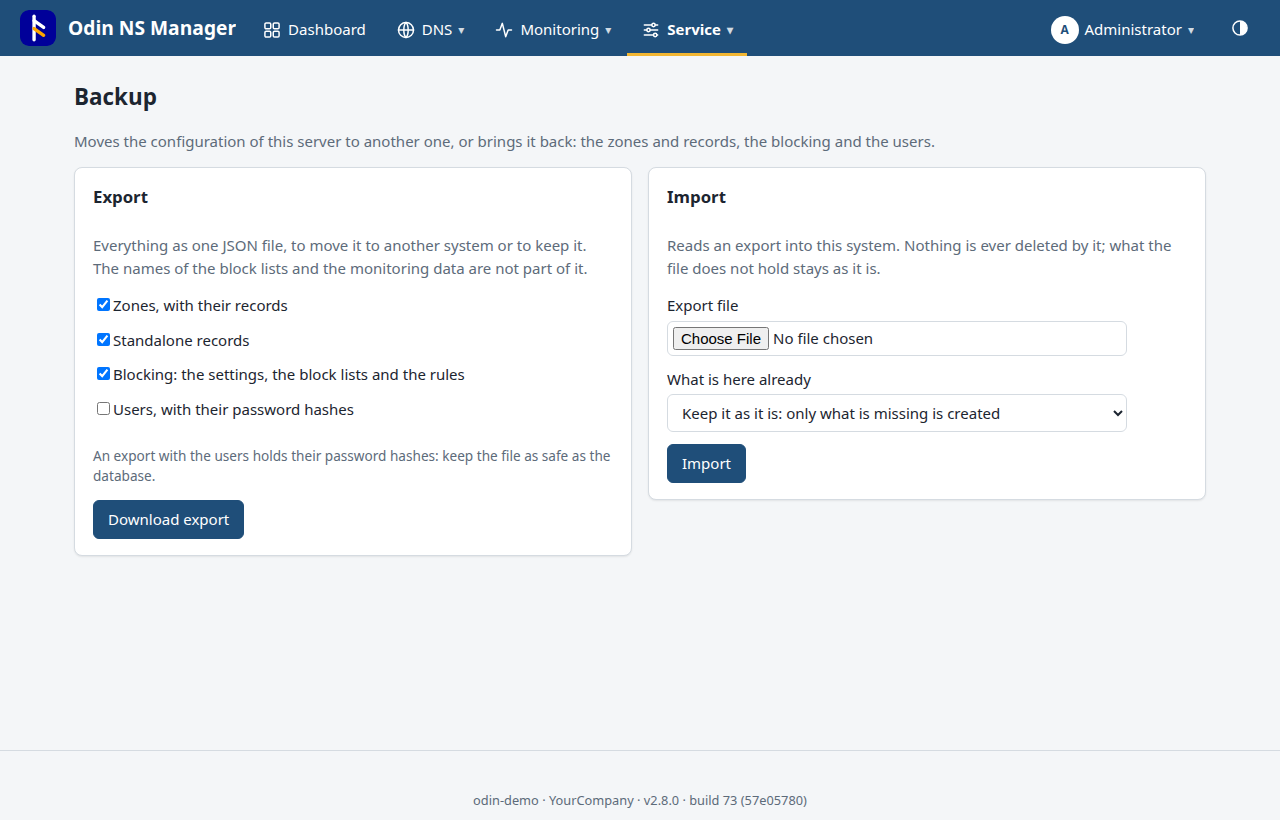 Odin NS Manager
Dashboard
DNS ▾
Monitoring ▾
Service ▾
A Administrator ▾
Backup
Moves the configuration of this server to another one, or brings it back: the zones and records, the blocking and the users.
Export
Everything as one JSON file, to move it to another system or to keep it.
The names of the block lists and the monitoring data are not part of it.
Zones, with their records
Standalone records
Blocking: the settings, the block lists and the rules
Users, with their password hashes
An export with the users holds their password hashes: keep the file as safe as the
database.
Download export
Import
Reads an export into this system. Nothing is ever deleted by it; what the
file does not hold stays as it is.
Export file
Choose File No file chosen
What is here already
Keep it as it is: only what is missing is created
Import
odin-demo · YourCompany · v2.8.0 · build 73 (57e05780)